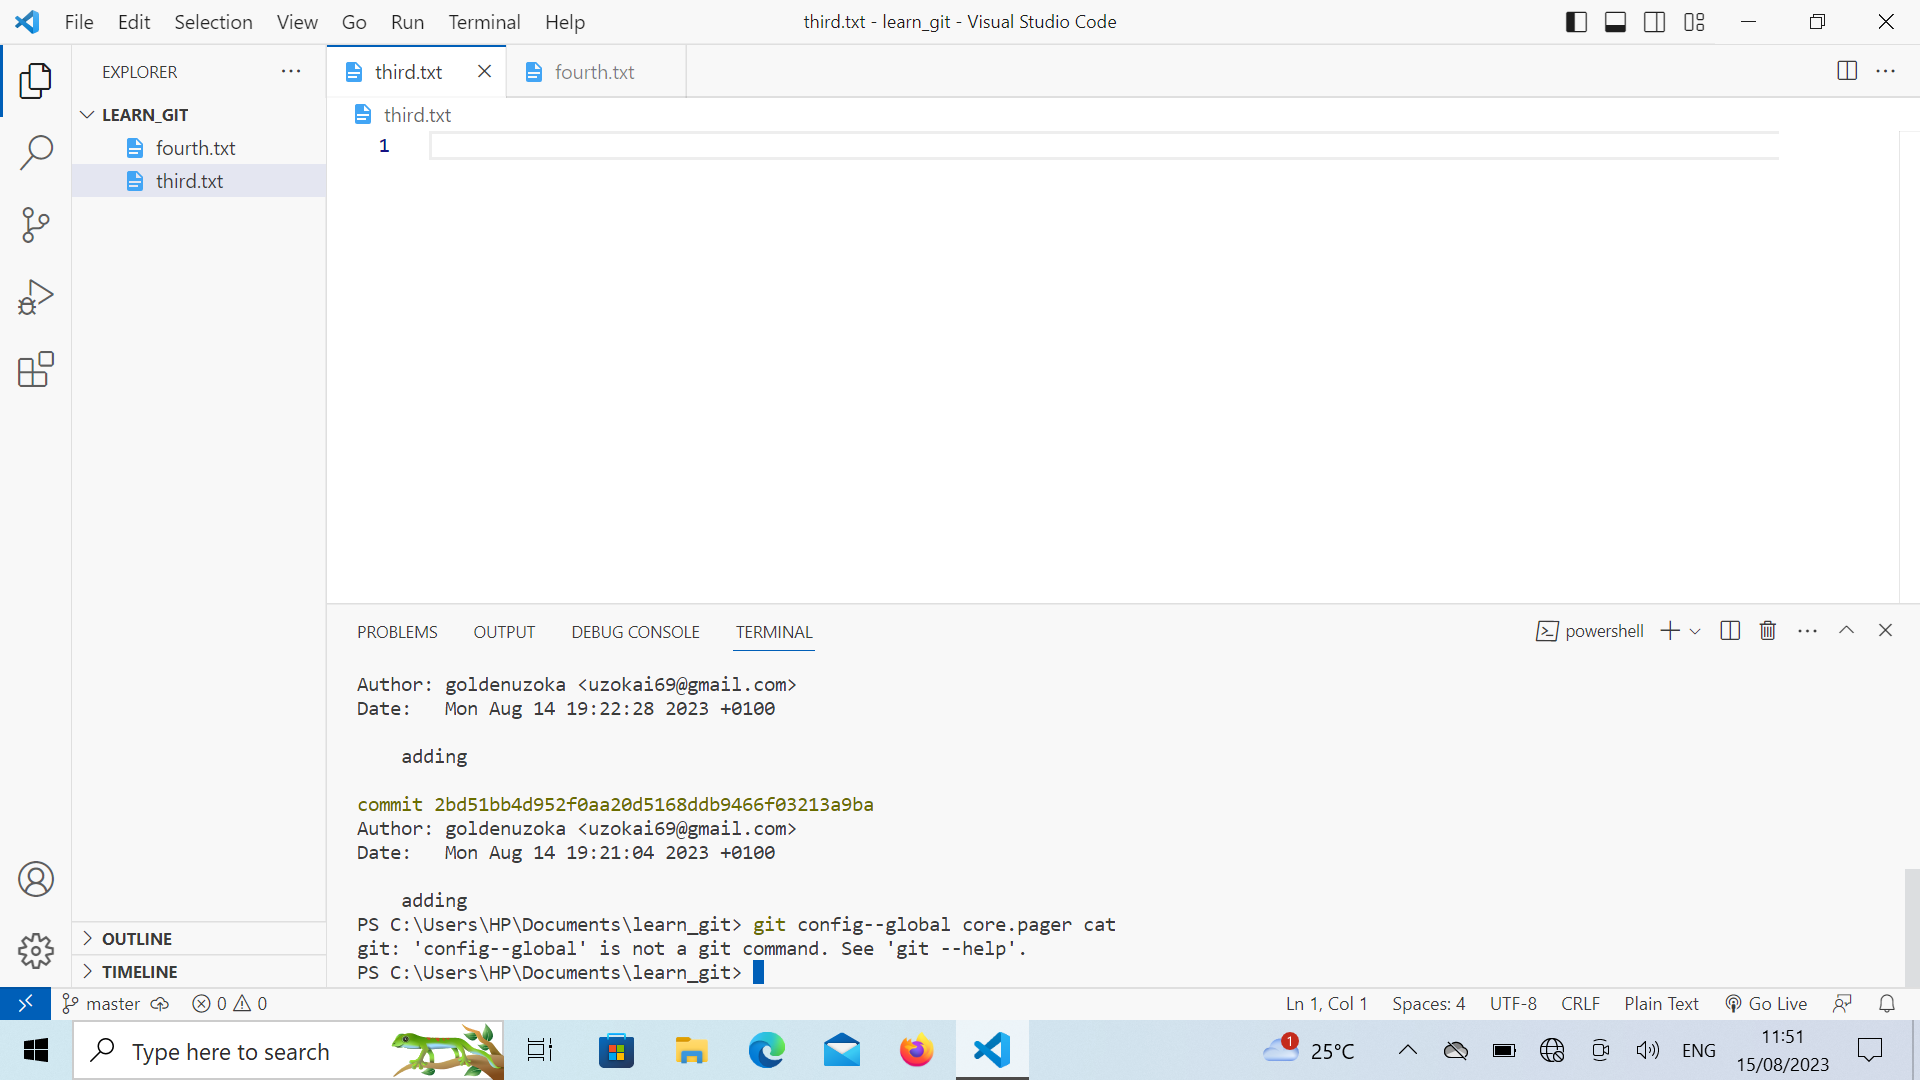 File Edit Selection View Go Run Terminal Help third.txt - learn_git - Visual Studio Code
EXPLORER
LEARN_GIT
fourth.txt
third.txt
OUTLINE
TIMELINE
third.txt fourth.txt
third.txt
1
PROBLEMS OUTPUT DEBUG CONSOLE TERMINAL powershell
Author: goldenuzoka <uzokai69@gmail.com>
Date:   Mon Aug 14 19:22:28 2023 +0100
adding
commit 2bd51bb4d952f0aa20d5168ddb9466f03213a9ba
Author: goldenuzoka <uzokai69@gmail.com>
Date:   Mon Aug 14 19:21:04 2023 +0100
adding
PS C:\Users\HP\Documents\learn_git> git config--global core.pager cat
git: 'config--global' is not a git command. See 'git --help'.
PS C:\Users\HP\Documents\learn_git>
master 0 0 Ln 1, Col 1 Spaces: 4 UTF-8 CRLF Plain Text Go Live
Type here to search 1 25°C ENG 11:51
15/08/2023